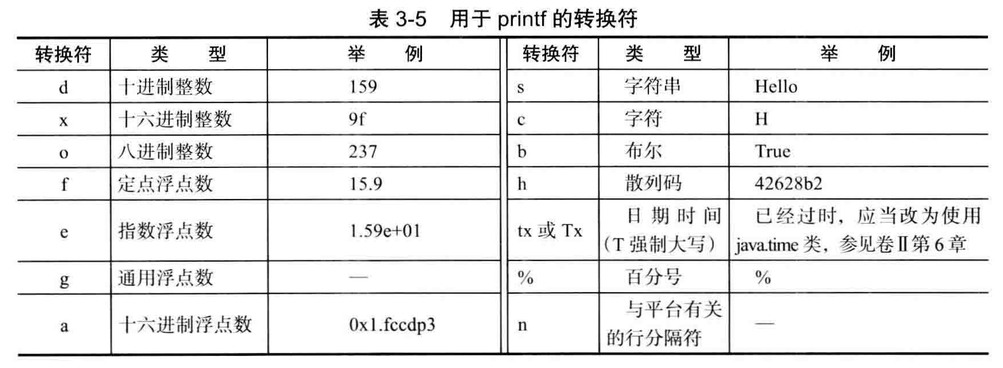 表 3-5 用于 printf 的转换符
转换符 类 型 举 例 转换符 类 型 举 例
d 十进制整数 159 s 字符串 Hello
x 十六进制整数 9f c 字符 H
o 八进制整数 237 b 布尔 True
f 定点浮点数 15.9 h 散列码 42628b2
e 指数浮点数 1.59e+01 tx 或 Tx 日期时间 已经过时，应当改为使用
（T 强制大写） java.time 类，参见卷Ⅱ第 6 章
g 通用浮点数 — % 百分号 %
a 十六进制浮点数 0x1.fccdp3 n 与平台有关 —
的行分隔符